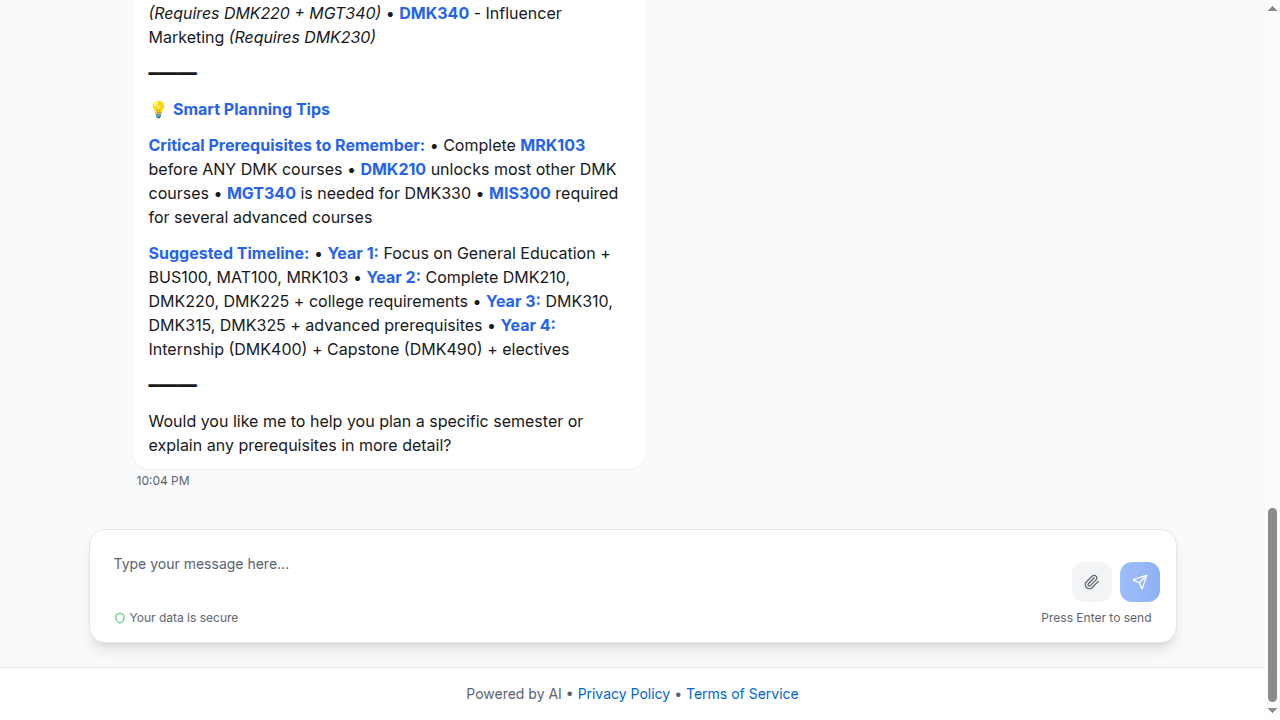 (Requires DMK220 + MGT340) • DMK340 - Influencer
Marketing (Requires DMK230)
💡 Smart Planning Tips
Critical Prerequisites to Remember: • Complete MRK103
before ANY DMK courses • DMK210 unlocks most other DMK
courses • MGT340 is needed for DMK330 • MIS300 required
for several advanced courses
Suggested Timeline: • Year 1: Focus on General Education +
BUS100, MAT100, MRK103 • Year 2: Complete DMK210,
DMK220, DMK225 + college requirements • Year 3: DMK310,
DMK315, DMK325 + advanced prerequisites • Year 4:
Internship (DMK400) + Capstone (DMK490) + electives
Would you like me to help you plan a specific semester or
explain any prerequisites in more detail?
10:04 PM
Type your message here...
Your data is secure
Press Enter to send
Powered by AI • Privacy Policy • Terms of Service